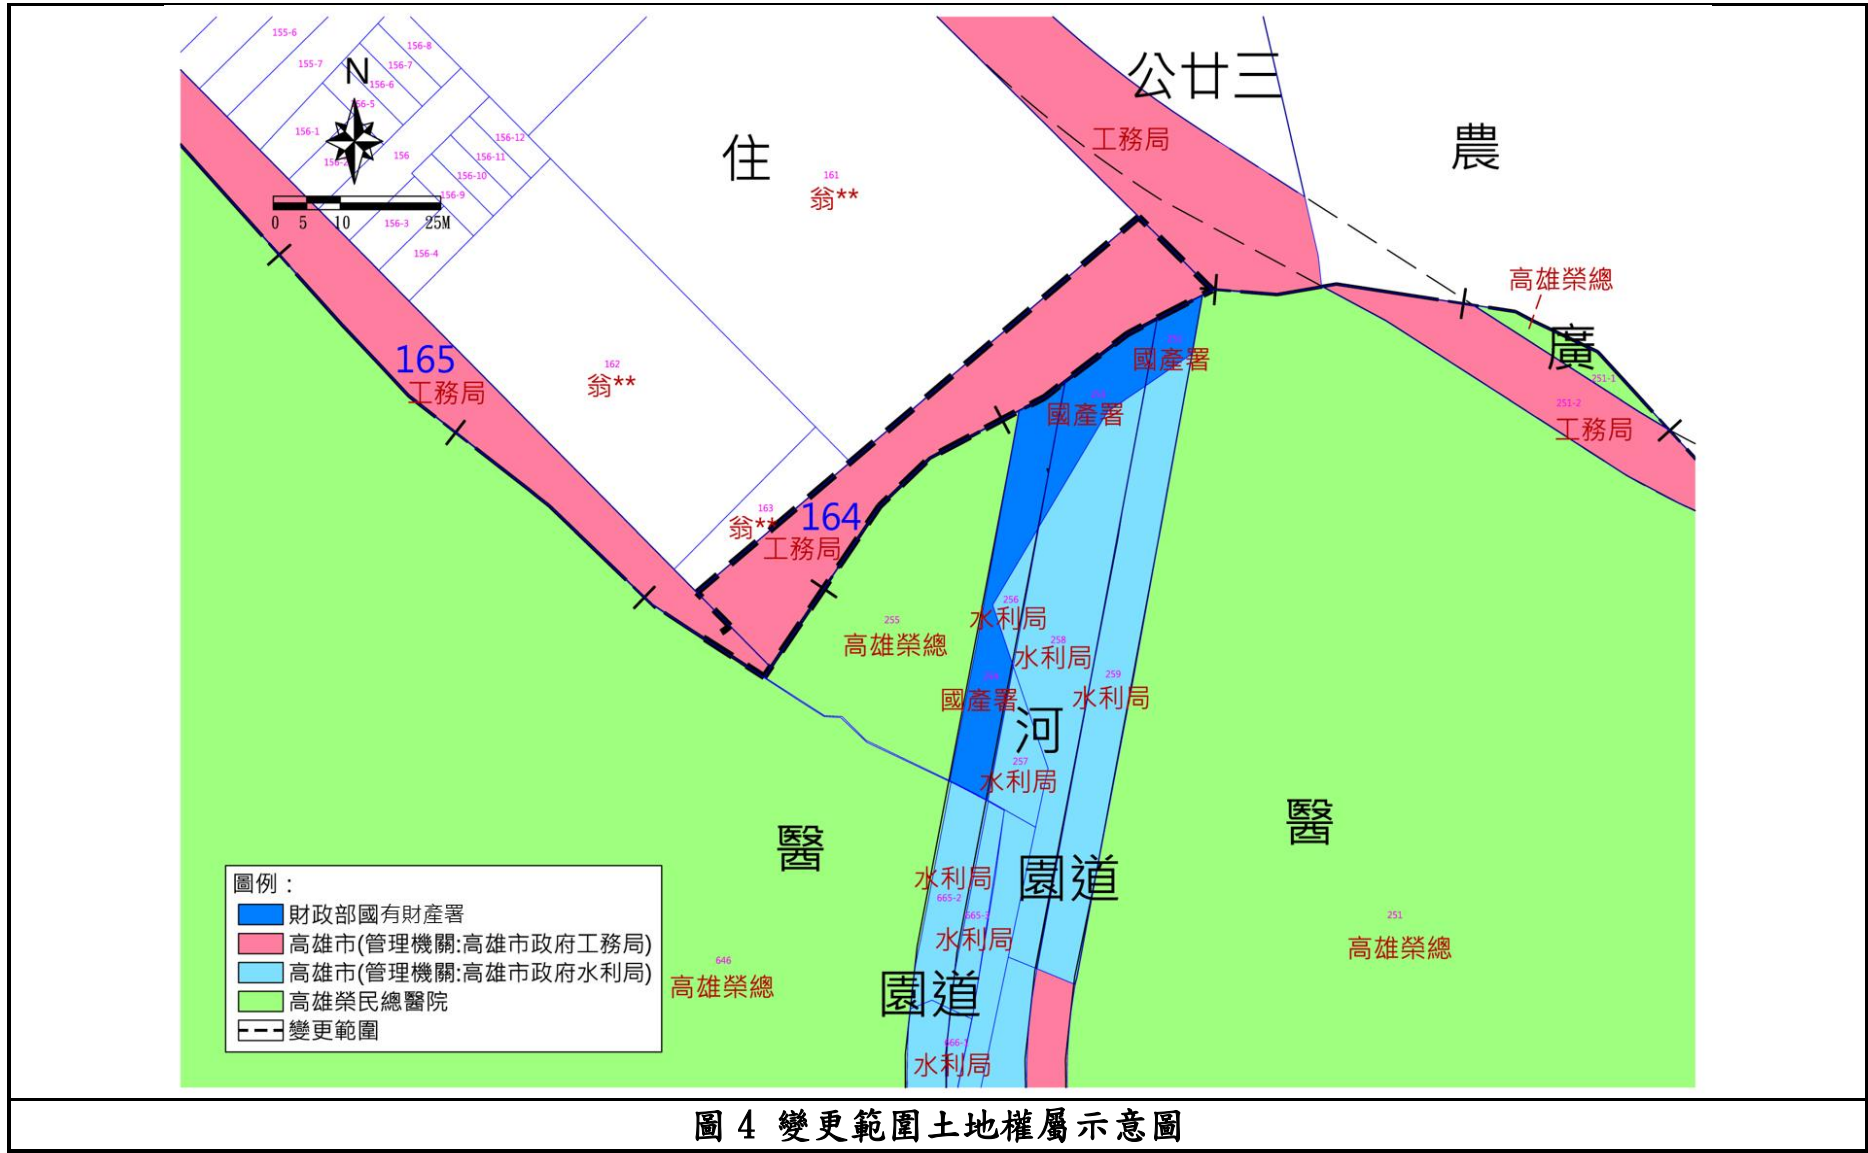 155-6
156-8
155-7
156-7
N
156-6
156-5
156-1
156-12
156
156-11
156-10
156-9
156-3
156-4
0 5 10 25M
公廿三
工務局
農
住
161
翁**
高雄榮總
廣
251-1
251-2
工務局
165
工務局
162
翁**
國產署
國產署
163
翁**
164
工務局
255
高雄榮總
256
水利局
258
水利局
259
水利局
國產署
河
257
水利局
醫
醫
水利局
665-2
園道
水利局
251
高雄榮總
646
高雄榮總
園道
666-1
水利局
圖例：
財政部國有財產署
高雄市(管理機關:高雄市政府工務局)
高雄市(管理機關:高雄市政府水利局)
高雄榮民總醫院
變更範圍
圖 4 變更範圍土地權屬示意圖